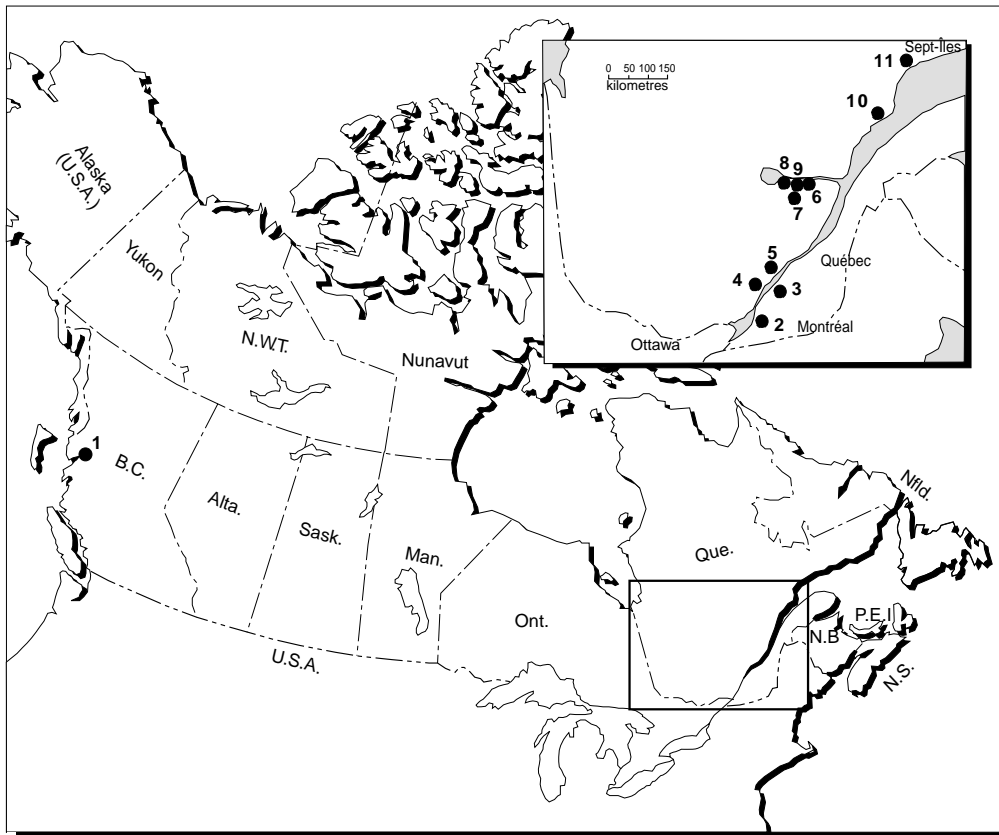 Sept-Îles
11
0 50 100 150
kilometres
10
8
9
6
7
5
Québec
4
3
2
Montréal
Ottawa
Alaska
(U.S.A.)
Yukon
N.W.T.
Nunavut
1
B.C.
Alta.
Sask.
Man.
Ont.
Que.
Nfld.
P.E.I
N.B
N.S.
U.S.A.